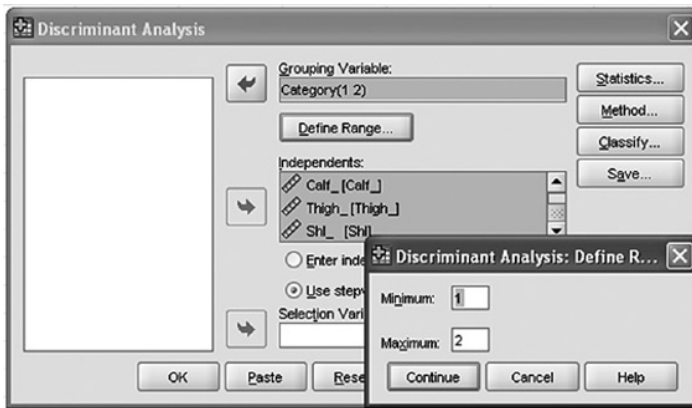 Discriminant Analysis
Grouping Variable:
Category(1 2)
Define Range...
Independents:
Calf_ [Calf_]
Thigh_ [Thigh_]
Shl_ [Shl]
Enter inde
Use step
Selection Vari
Statistics...
Method...
Classify...
Save...
OK
Paste
Rese
Discriminant Analysis: Define R...
Minimum: 1
Maximum: 2
Continue
Cancel
Help